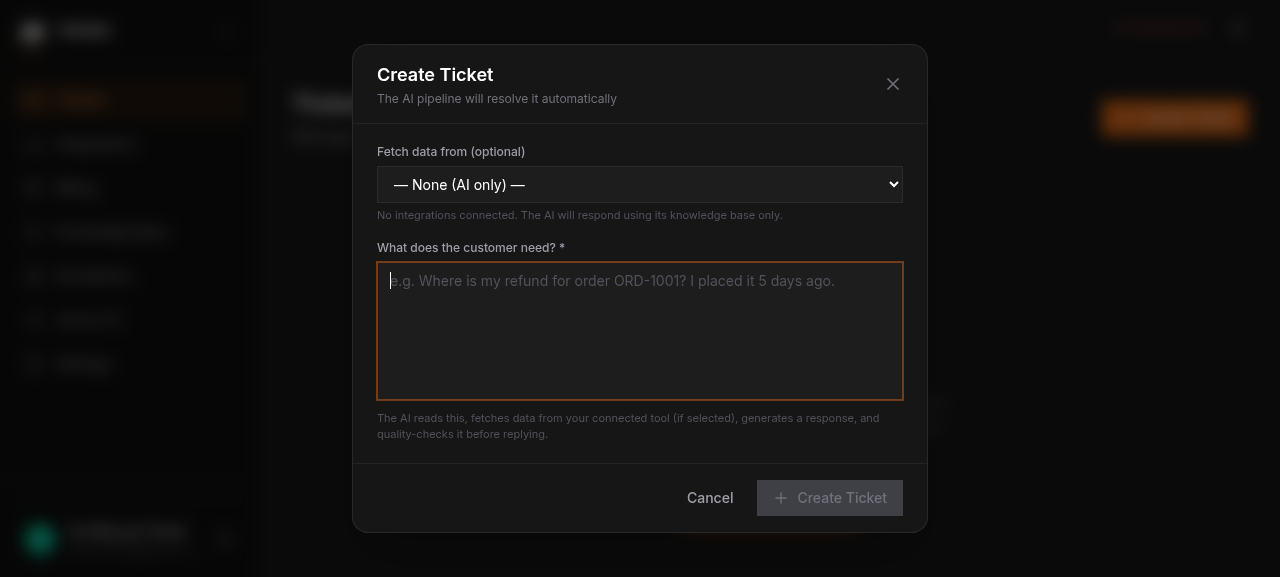 Create Ticket
The AI pipeline will resolve it automatically
Fetch data from (optional)
— None (AI only) —
No integrations connected. The AI will respond using its knowledge base only.
What does the customer need? *
e.g. Where is my refund for order ORD-1001? I placed it 5 days ago.
The AI reads this, fetches data from your connected tool (if selected), generates a response, and
quality-checks it before replying.
Cancel
Create Ticket